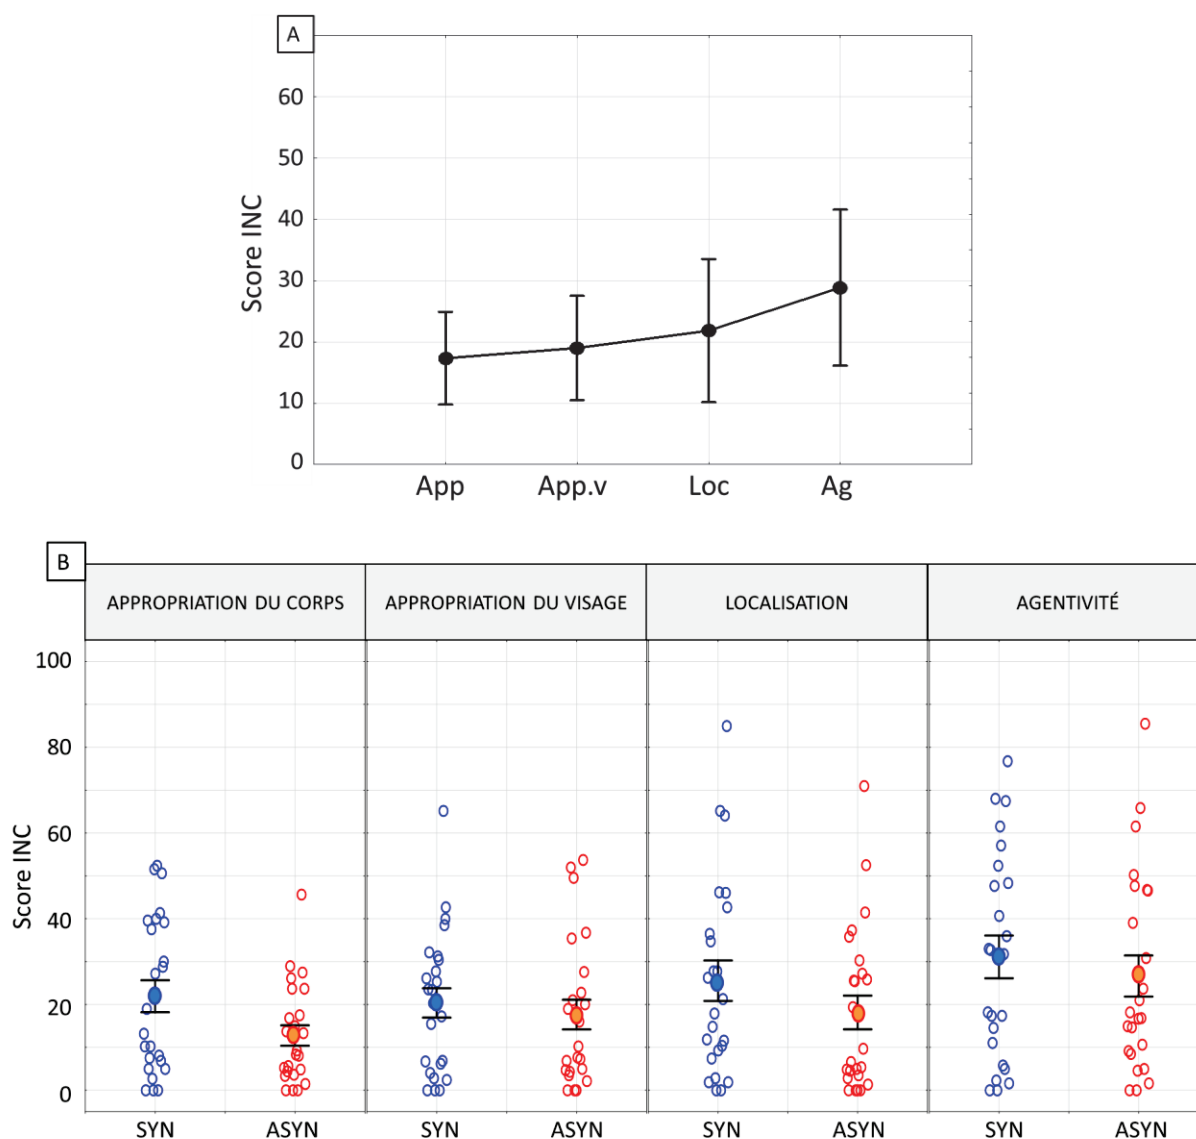 A
Score INC
60
50
40
30
20
10
0
App App.v Loc Ag
B
APPROPRIATION DU CORPS APPROPRIATION DU VISAGE LOCALISATION AGENTIVITÉ
Score INC
100
80
60
40
20
0
SYN ASYN SYN ASYN SYN ASYN SYN ASYN